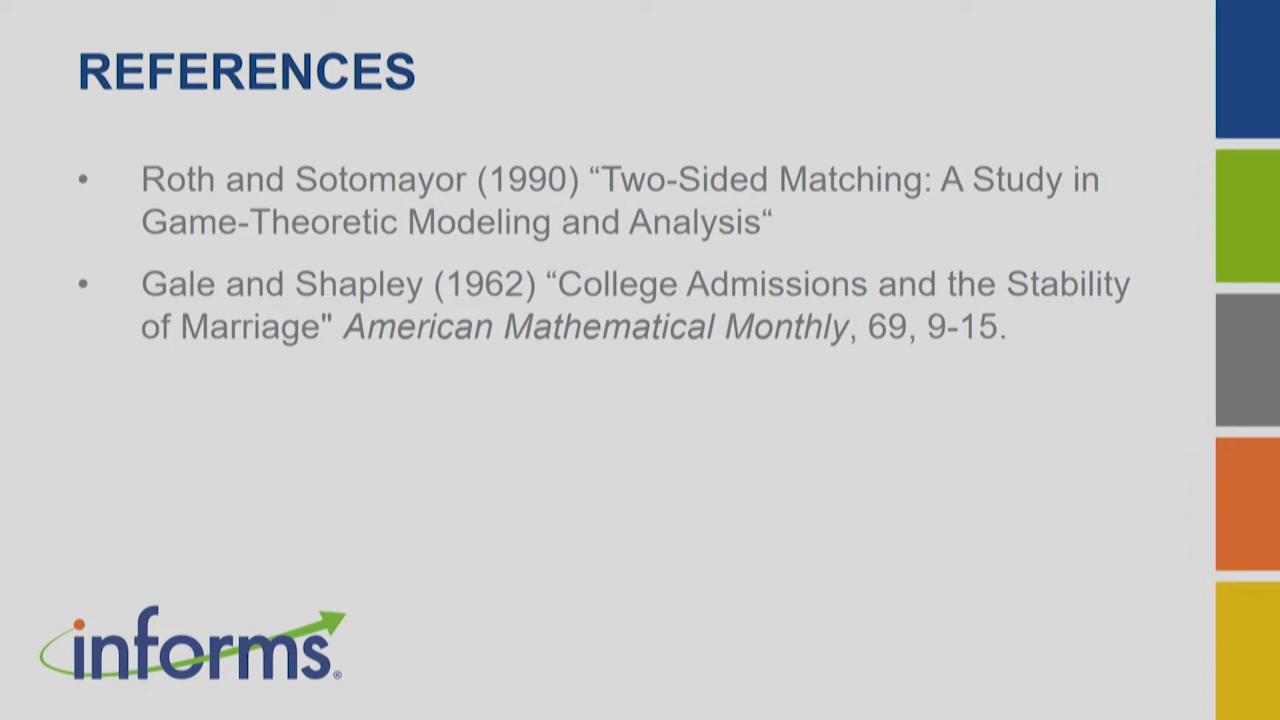 REFERENCES
• Roth and Sotomayor (1990) “Two-Sided Matching: A Study in
Game-Theoretic Modeling and Analysis“
• Gale and Shapley (1962) “College Admissions and the Stability
of Marriage" American Mathematical Monthly, 69, 9-15.
informs®